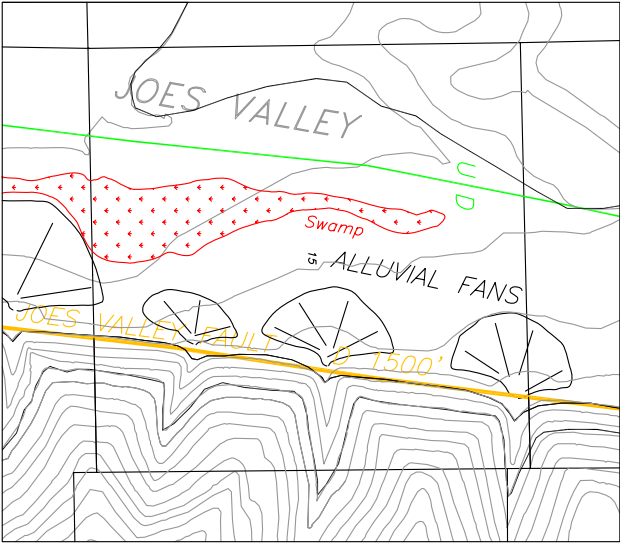 JOES VALLEY
U
D
Swamp
15
ALLUVIAL FANS
JOES VALLEY FAULT
D 1500'